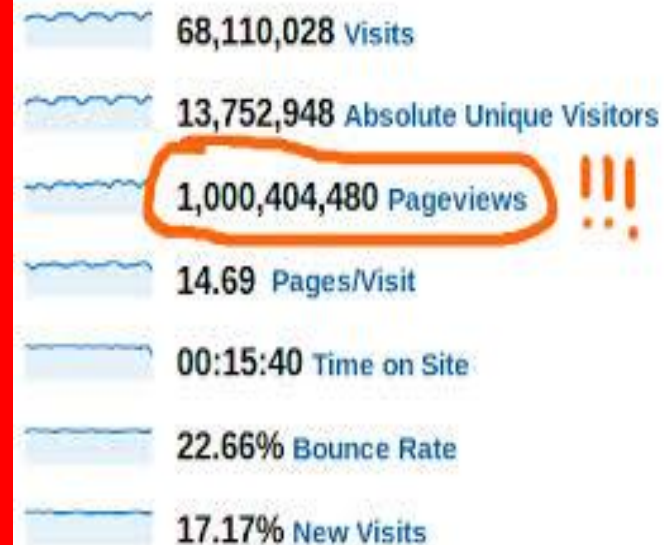 68,110,028 Visits
13,752,948 Absolute Unique Visitors
1,000,404,480 Pageviews !!!
14.69 Pages/Visit
00:15:40 Time on Site
22.66% Bounce Rate
17.17% New Visits